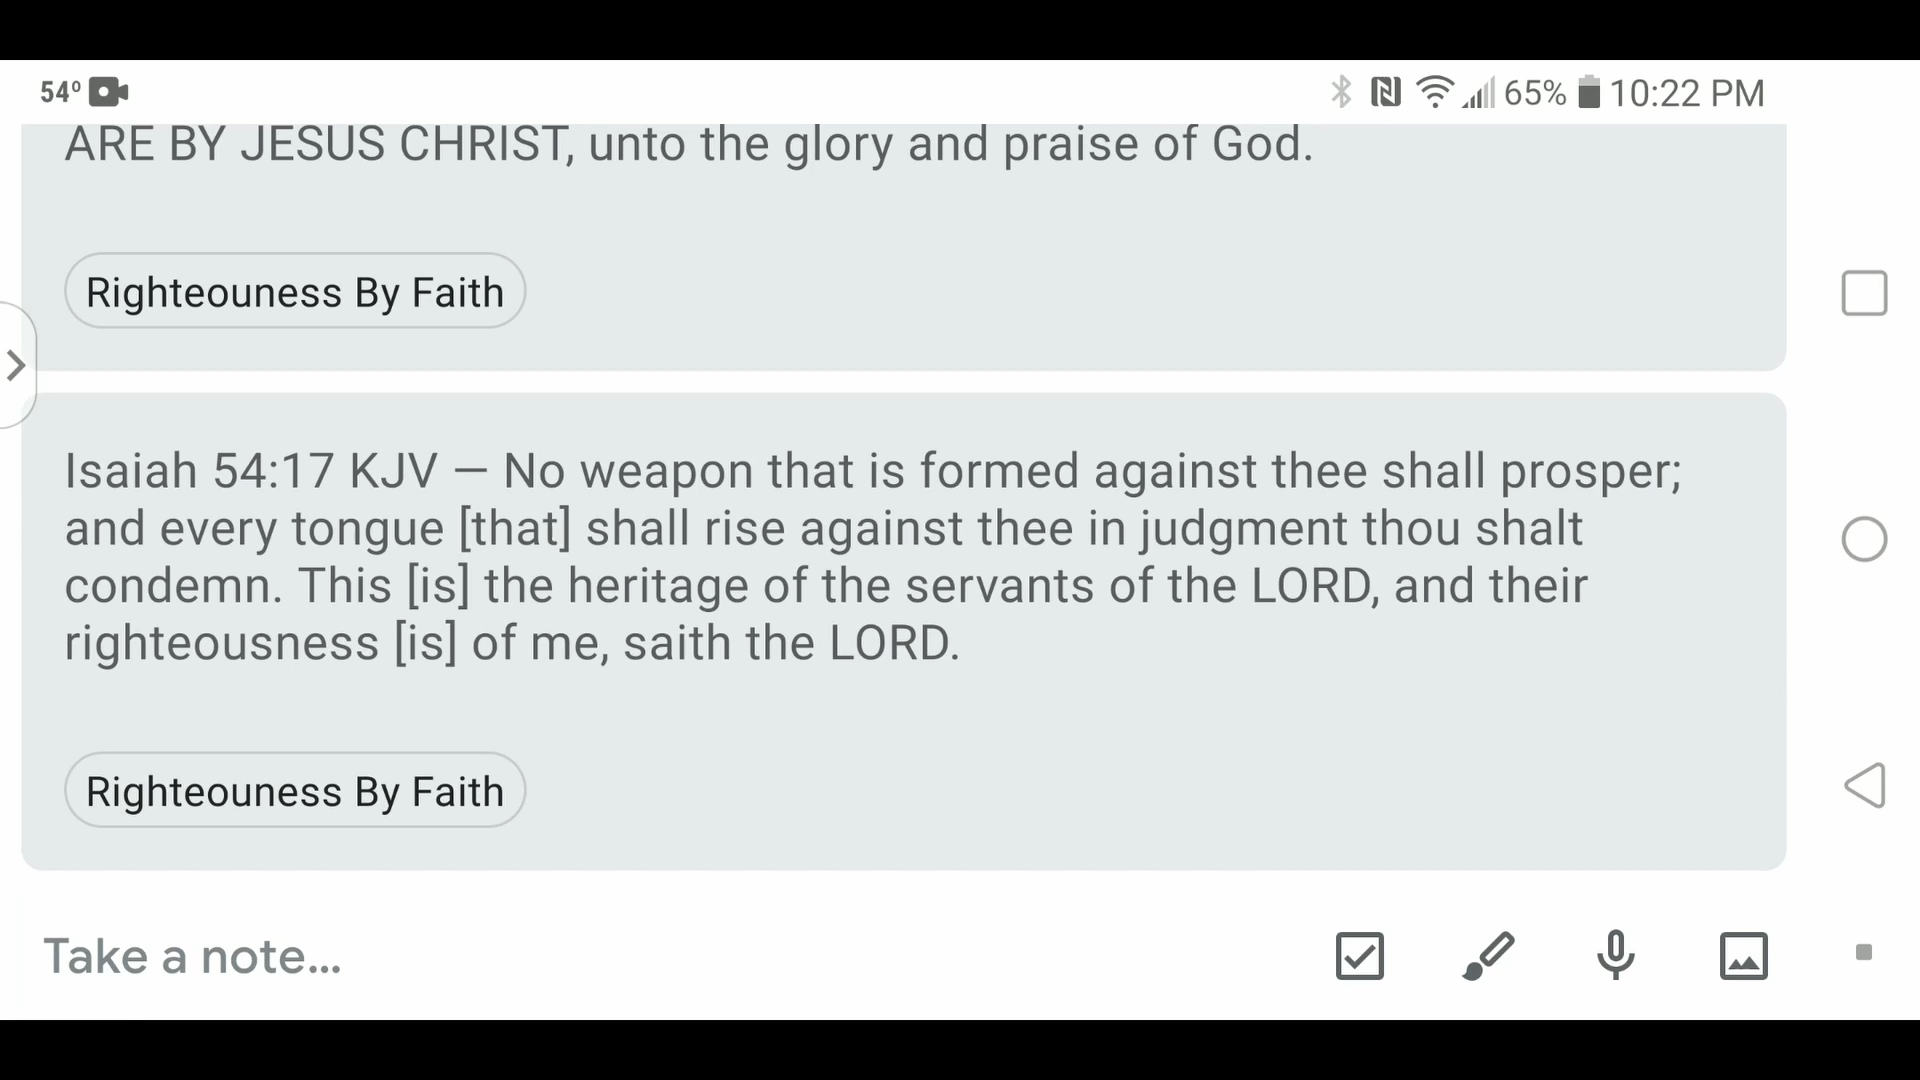 54° 65% 10:22 PM
ARE BY JESUS CHRIST, unto the glory and praise of God.
Righteouness By Faith
Isaiah 54:17 KJV — No weapon that is formed against thee shall prosper;
and every tongue [that] shall rise against thee in judgment thou shalt
condemn. This [is] the heritage of the servants of the LORD, and their
righteousness [is] of me, saith the LORD.
Righteouness By Faith
Take a note...